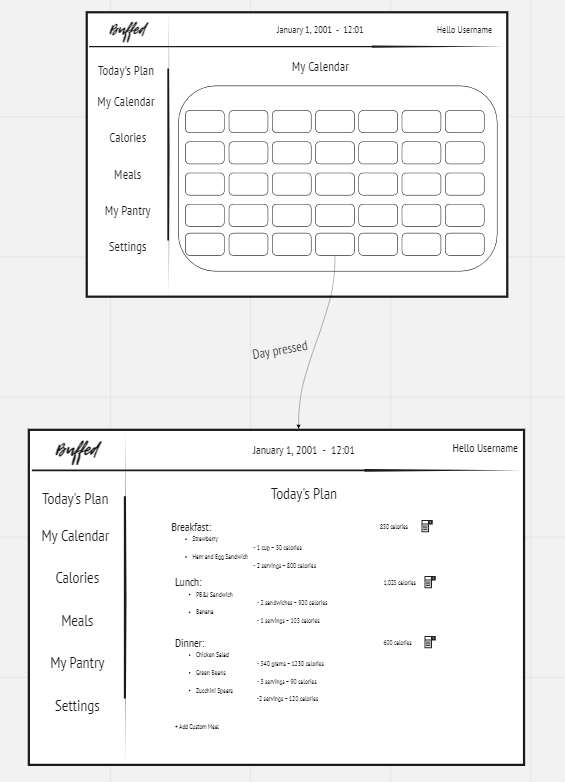 Buffed
January 1, 2001 - 12:01
Hello Username
Today's Plan
My Calendar
Calories
Meals
My Pantry
Settings
My Calendar
Day pressed
Buffed
January 1, 2001 - 12:01
Hello Username
Today's Plan
My Calendar
Calories
Meals
My Pantry
Settings
Today's Plan
Breakfast: 850 calories
• Strawberry
- 1 cup – 50 calories
• Ham and Egg Sandwich
- 2 servings – 800 calories
Lunch: 1,025 calories
• PB&J Sandwich
- 2 sandwiches – 920 calories
• Banana
- 1 servings – 105 calories
Dinner: 600 calories
• Chicken Salad
- 540 grams – 1230 calories
• Green Beans
- 3 servings – 90 calories
• Zucchini Spears
-2 servings – 120 calories
+ Add Custom Meal